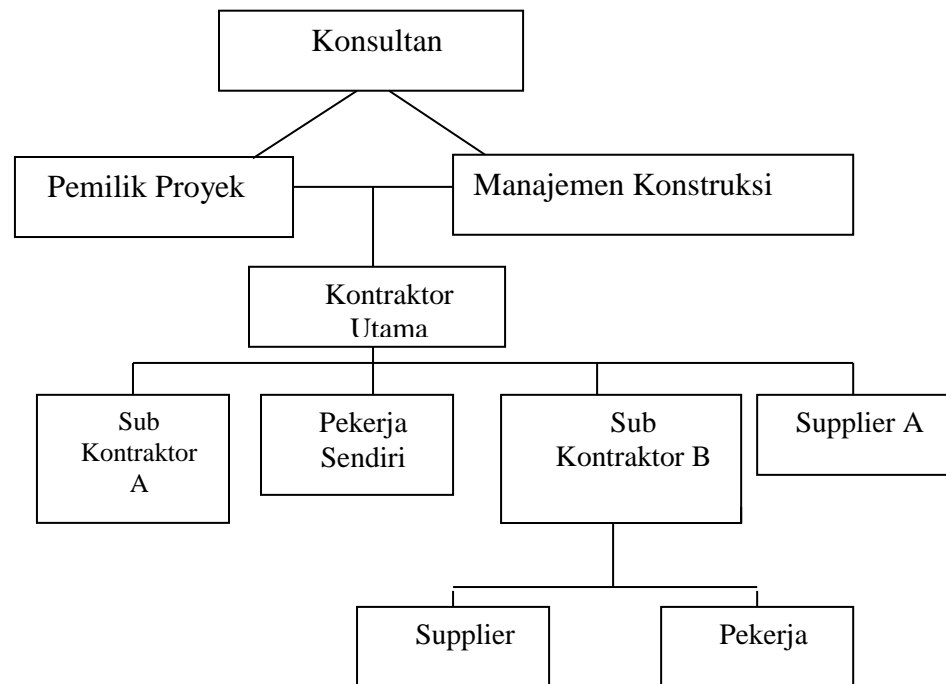 Konsultan
Pemilik Proyek
Manajemen Konstruksi
Kontraktor
Utama
Sub
Kontraktor
A
Pekerja
Sendiri
Sub
Kontraktor B
Supplier A
Supplier
Pekerja